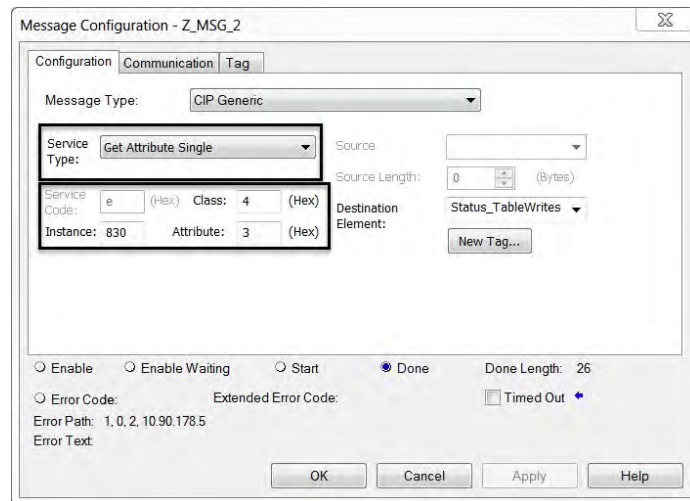 Message Configuration - Z_MSG_2
Configuration Communication Tag
Message Type: CIP Generic
Service Type: Get Attribute Single
Service Code: e (Hex) Class: 4 (Hex)
Instance: 830 Attribute: 3 (Hex)
Source
Source Length: 0 (Bytes)
Destination Element: Status_TableWrites
New Tag...
Enable Enable Waiting Start Done Done Length: 26
Error Code: Extended Error Code: Timed Out
Error Path: 1, 0, 2, 10.90.178.5
Error Text:
OK Cancel Apply Help